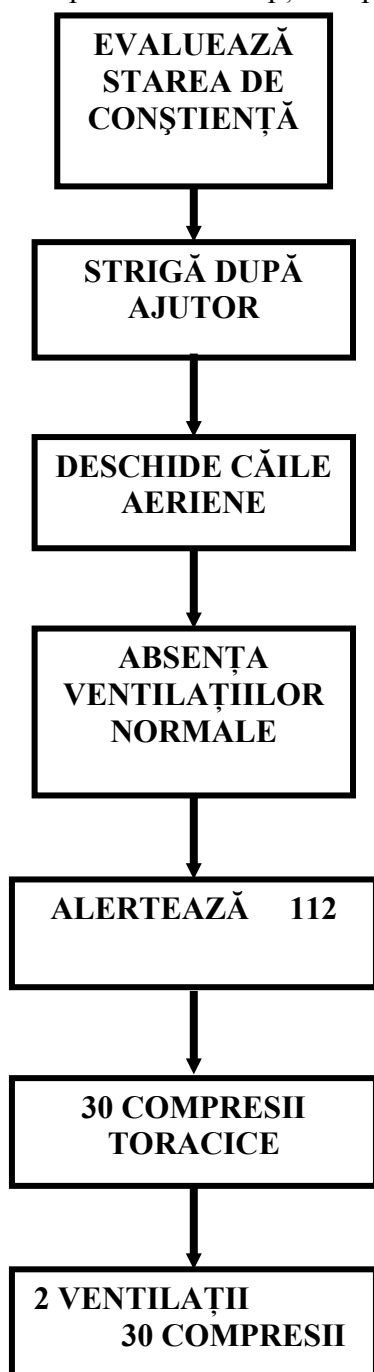 EVALUEAZĂ
STAREA DE
CONŞTIENȚĂ
STRIGĂ DUPĂ
AJUTOR
DESCHIDE CĂILE
AERIENE
ABSENȚA
VENTILAȚIILOR
NORMALE
ALERTEAZĂ 112
30 COMPRESII
TORACICE
2 VENTILAȚII
30 COMPRESII